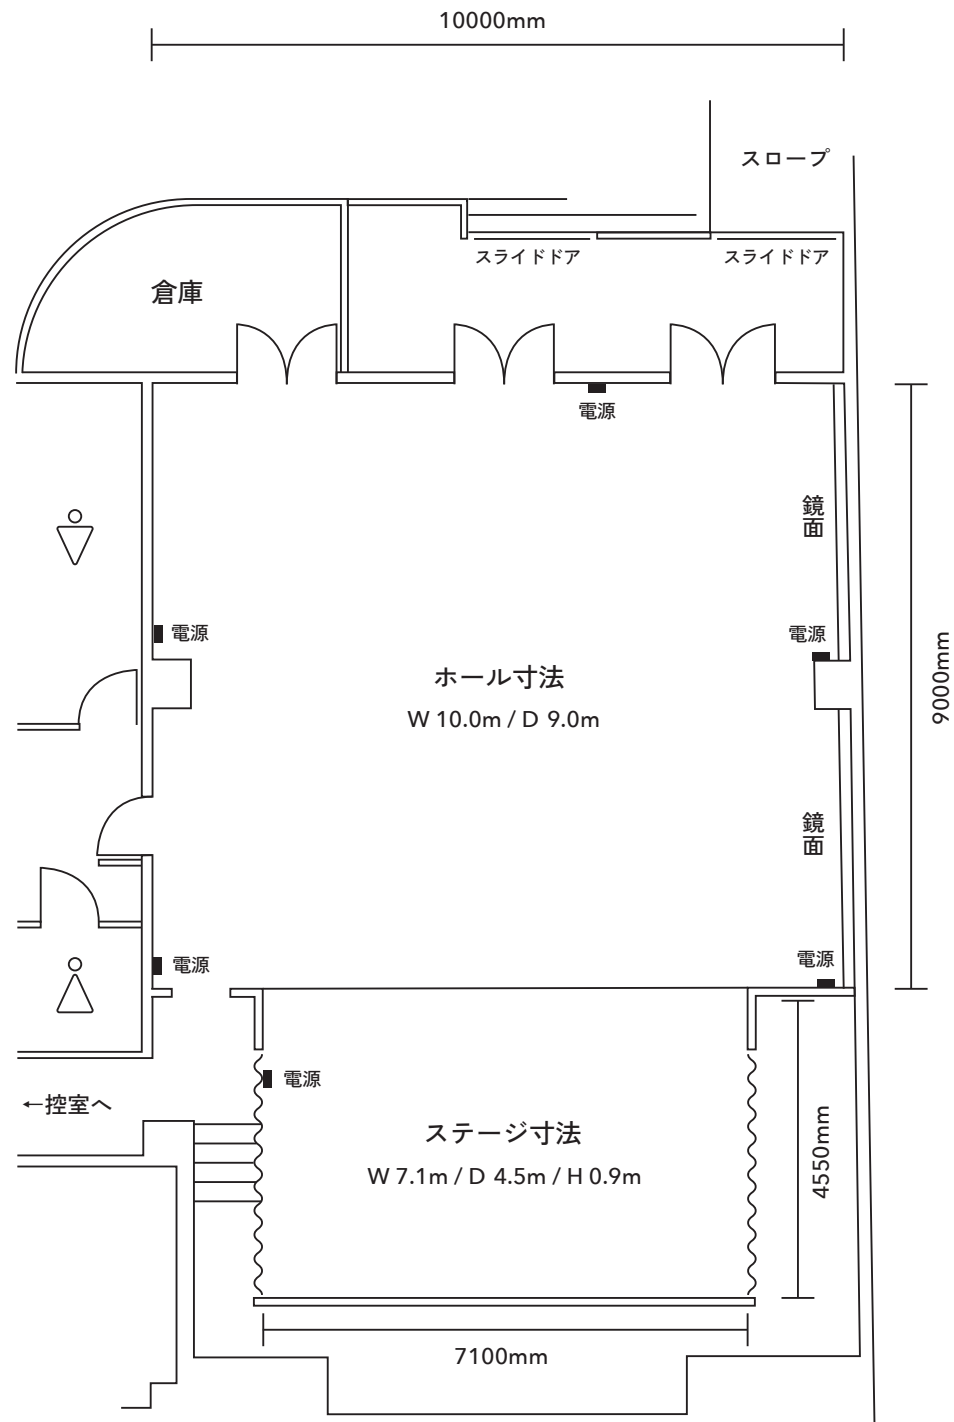 10000mm
スロープ
スライドドア
スライドドア
倉庫
電源
鏡面
電源
電源
ホール寸法
W 10.0m / D 9.0m
9000mm
鏡面
電源
電源
電源
←控室へ
ステージ寸法
W 7.1m / D 4.5m / H 0.9m
4550mm
7100mm